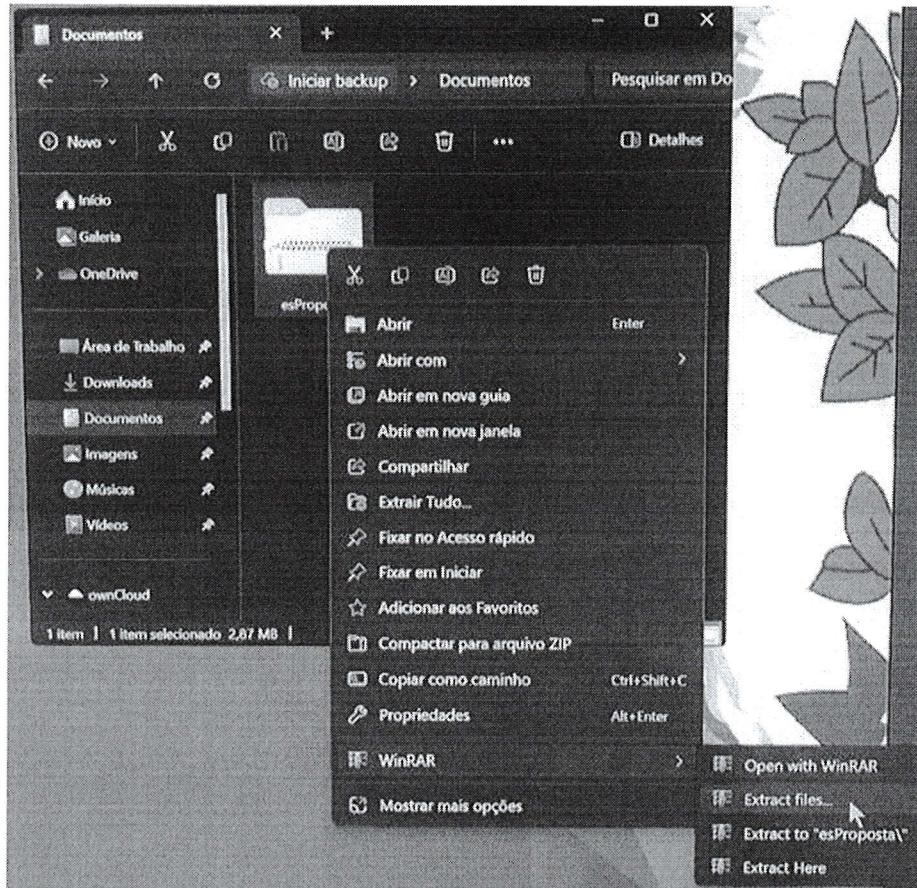 Documentos
Iniciar backup > Documentos Pesquisar em Do
Novo Detalhes
Início
Galeria
OneDrive
Área de Trabalho
Downloads
Documentos
Imagens
Músicas
Vídeos
ownCloud
1 item | 1 item selecionado 2,87 MB |
esPropo
Abrir Enter
Abrir com
Abrir em nova guia
Abrir em nova janela
Compartilhar
Extrair Tudo...
Fixar no Acesso rápido
Fixar em Iniciar
Adicionar aos Favoritos
Compactar para arquivo ZIP
Copiar como caminho Ctrl+Shift+C
Propriedades Alt+Enter
WinRAR
Mostrar mais opções
Open with WinRAR
Extract files...
Extract to "esProposta\"
Extract Here